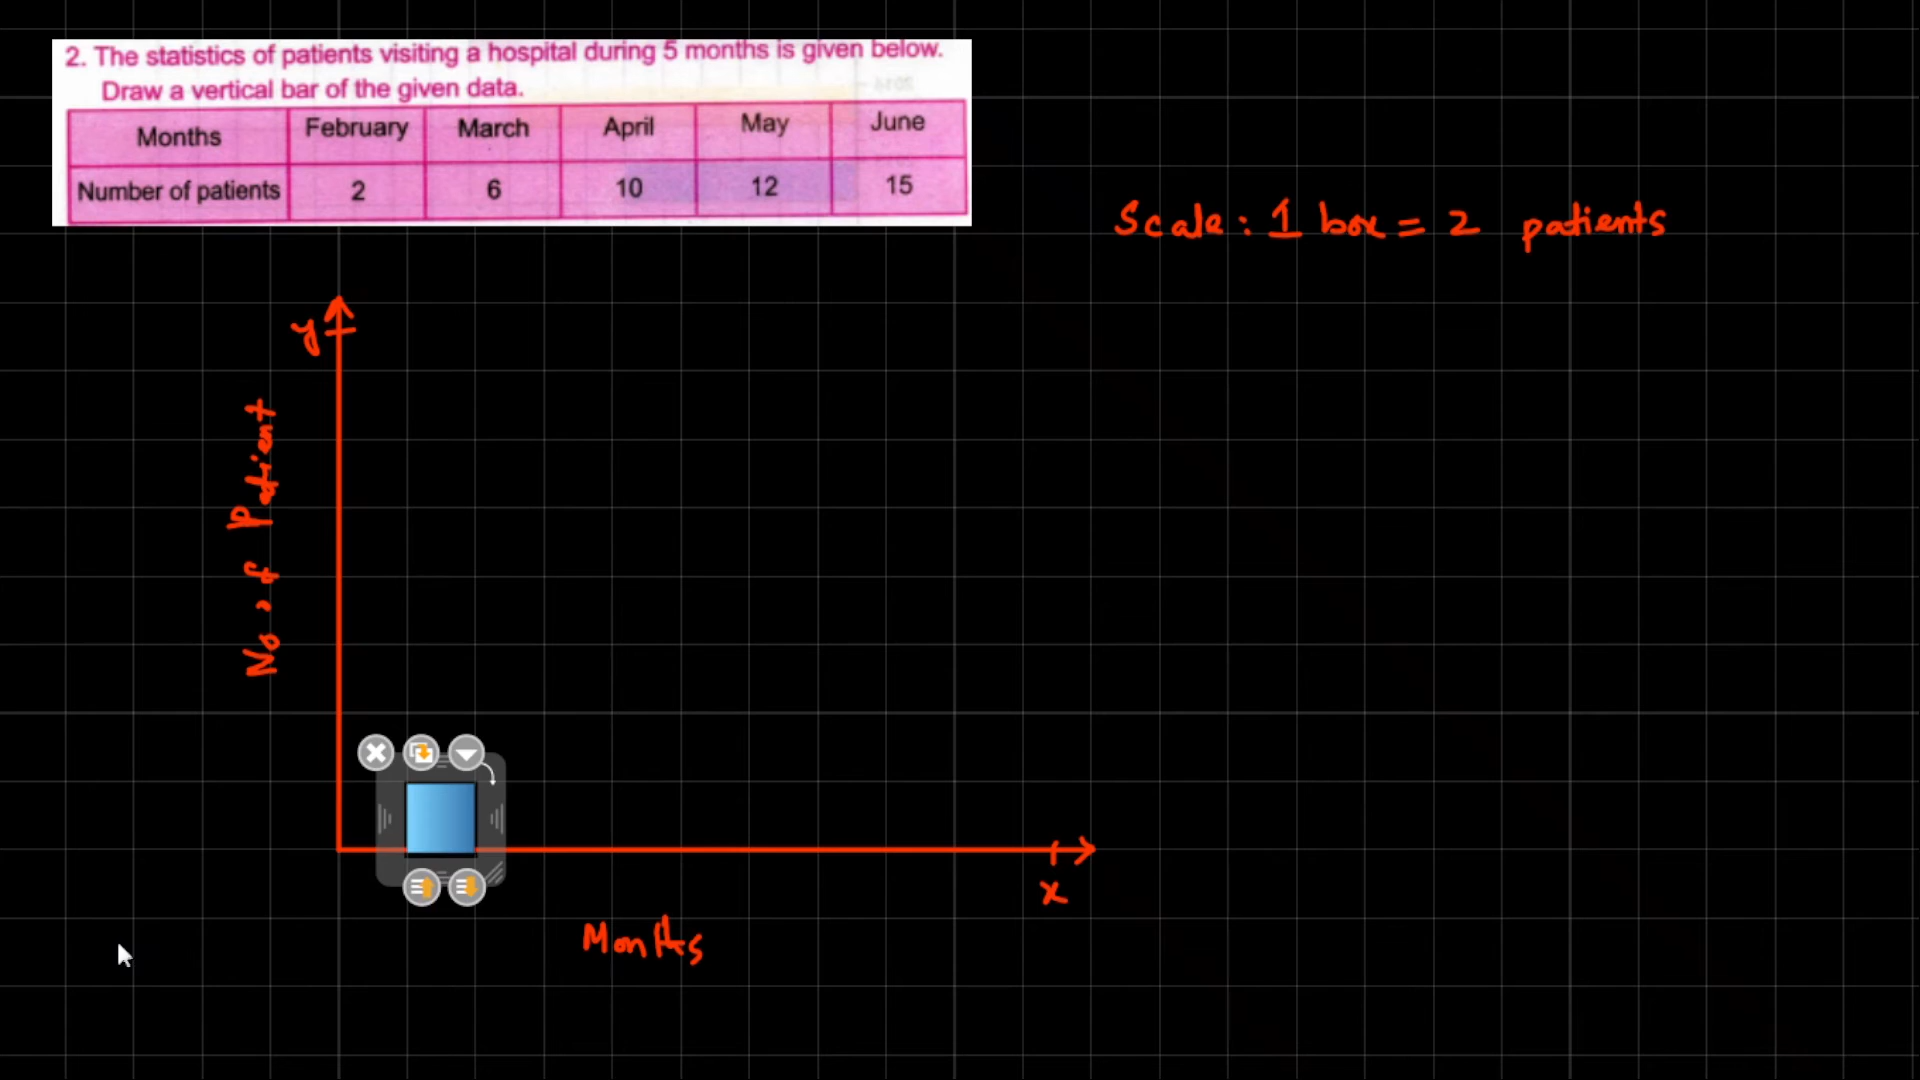 2. The statistics of patients visiting a hospital during 5 months is given below.
Draw a vertical bar of the given data.
Months February March April May June
Number of patients 2 6 10 12 15
Scale: 1 box = 2 patients
y
No. of Patient
x
Months